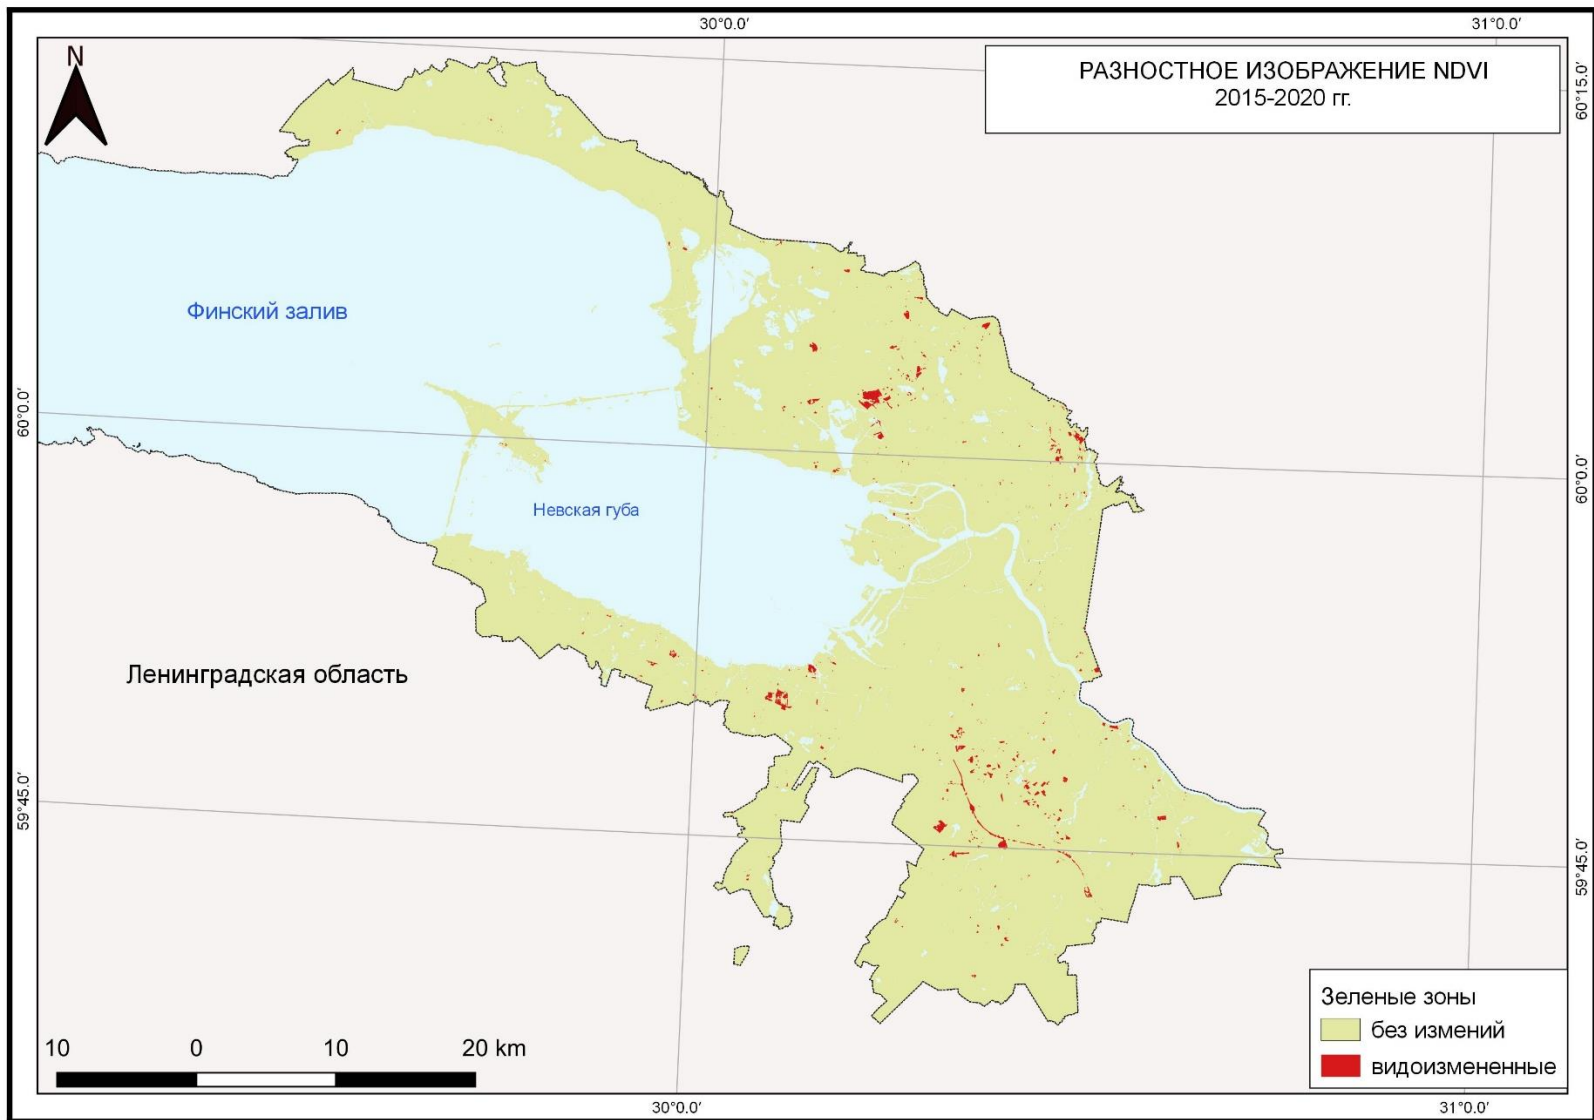 30°0.0′ 31°0.0′
N
РАЗНОСТНОЕ ИЗОБРАЖЕНИЕ NDVI
2015-2020 гг.
60°15.0′
Финский залив
60°0.0′
60°0.0′
Невская губа
Ленинградская область
59°45.0′
59°45.0′
Зеленые зоны
без измений
видоизмененные
10 0 10 20 km
30°0.0′ 31°0.0′